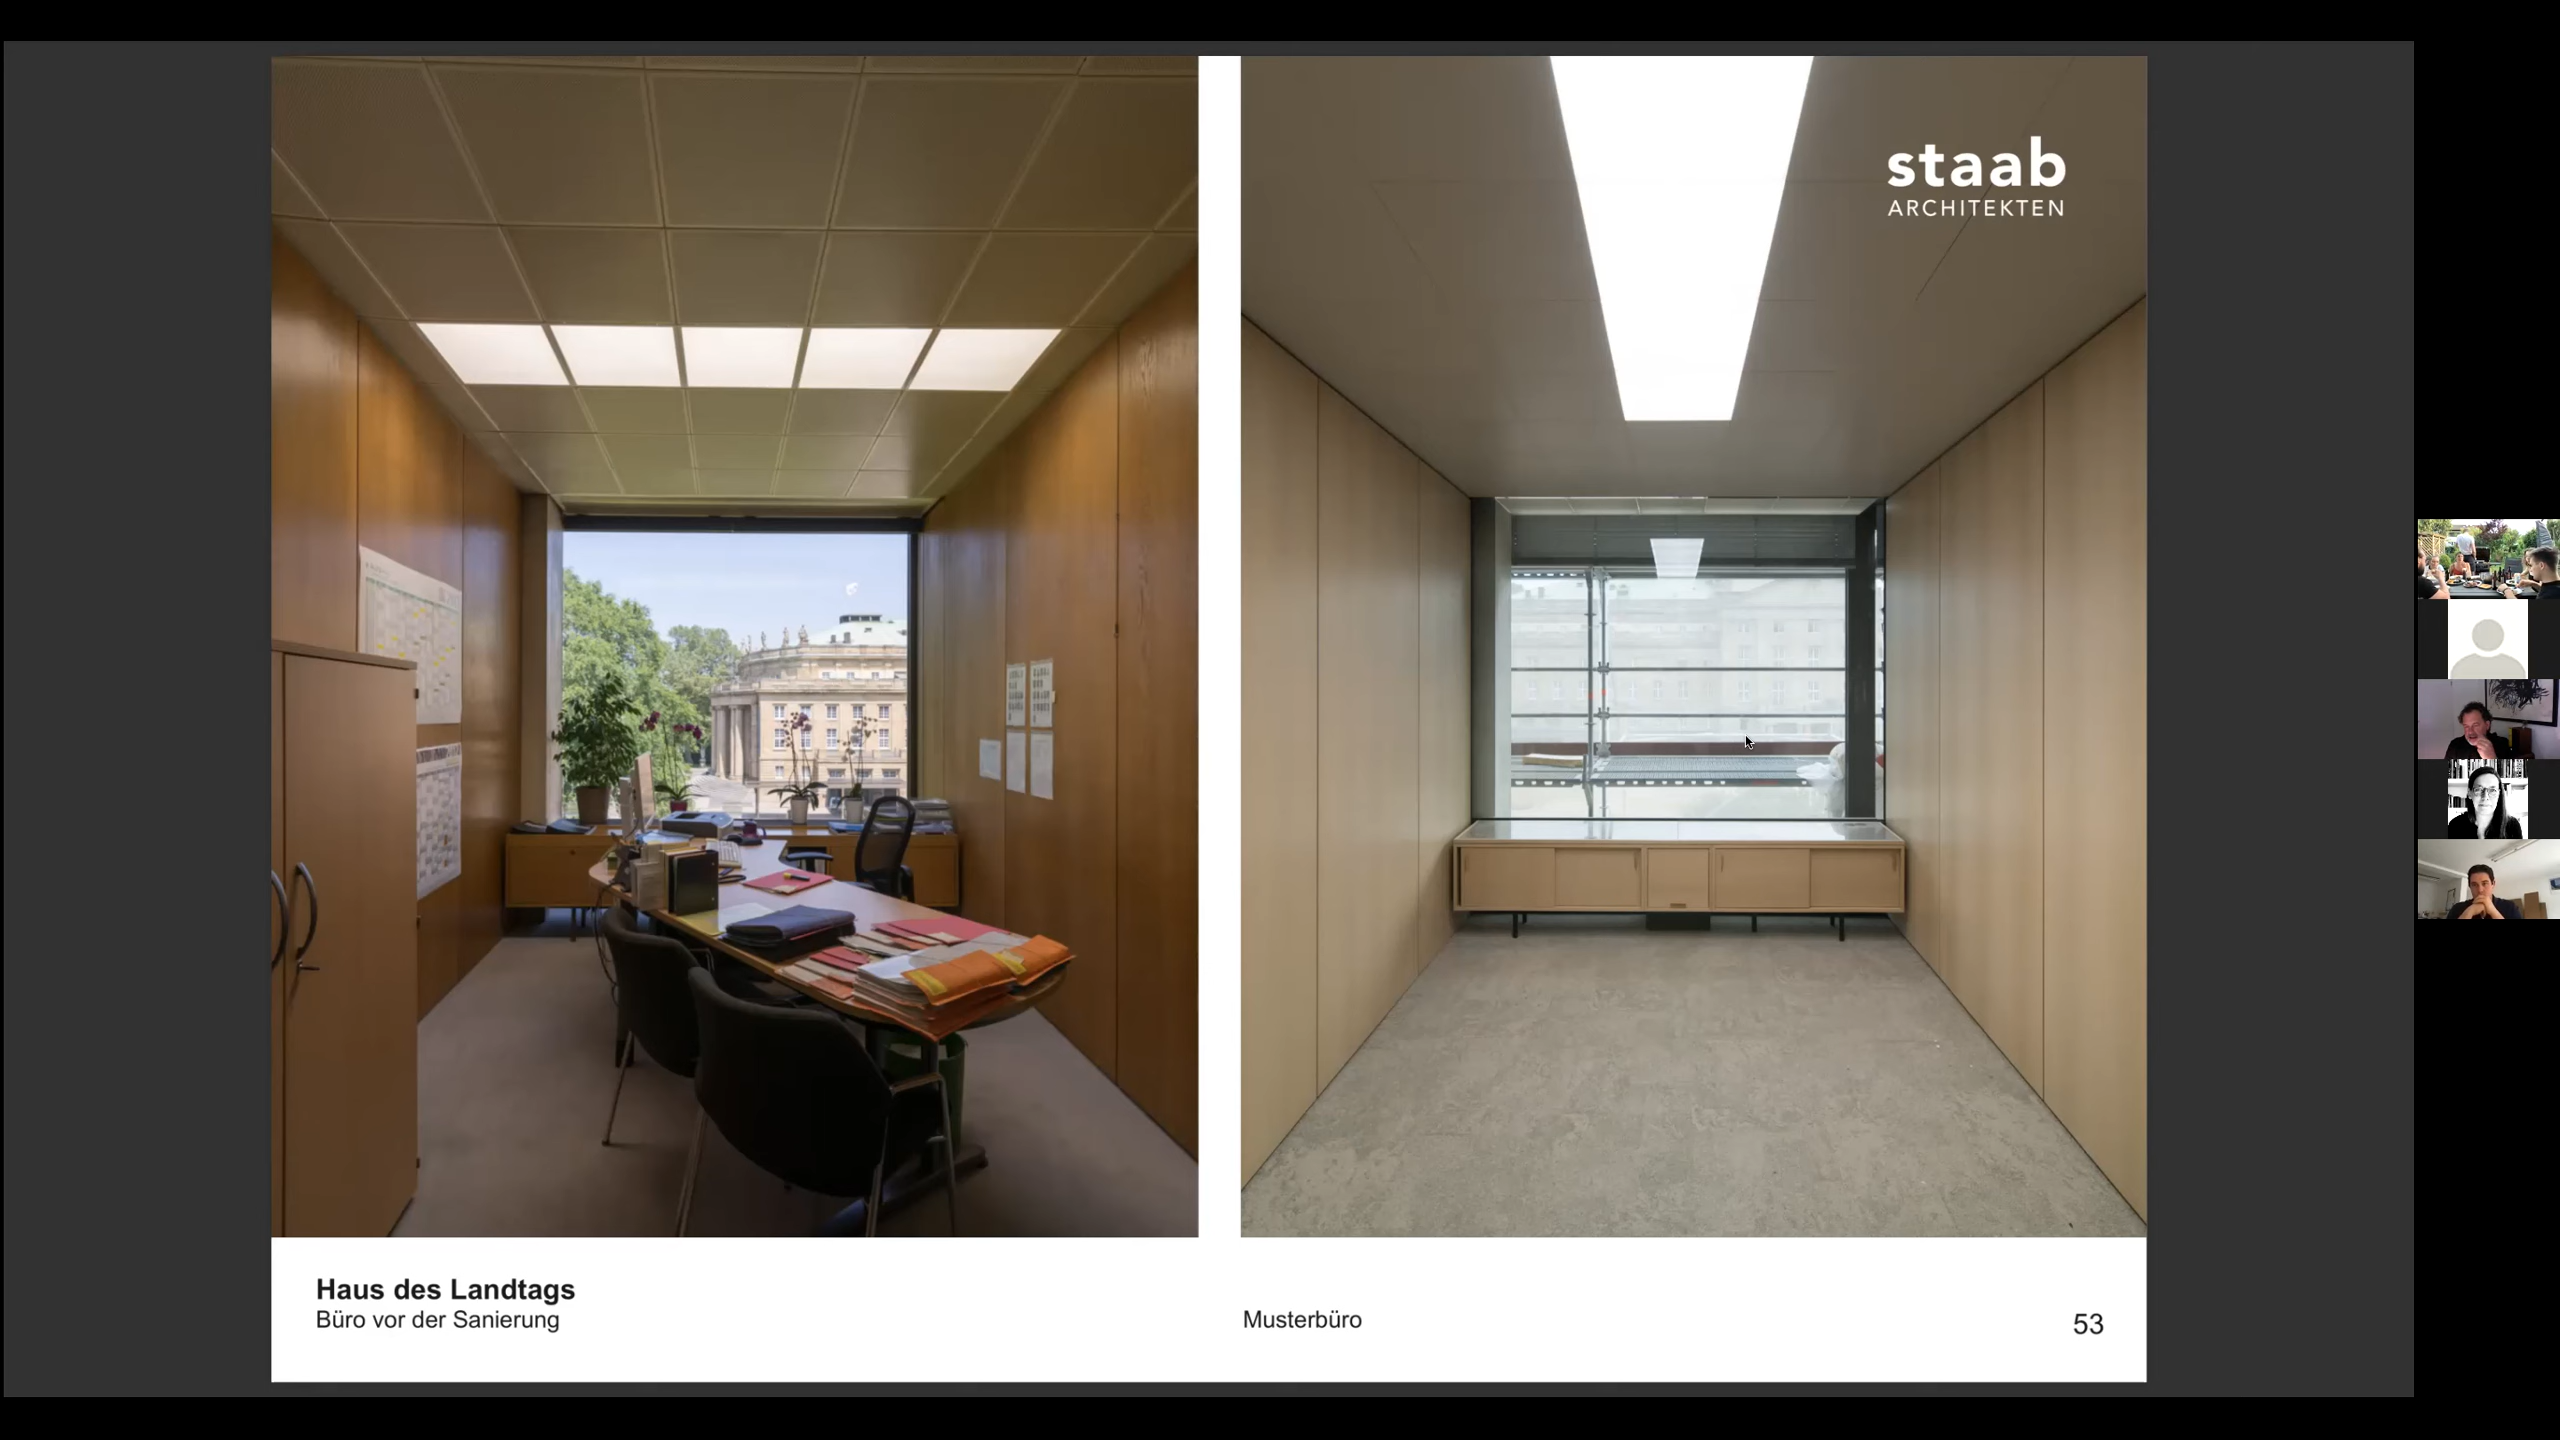 staab
ARCHITEKTEN
Haus des Landtags
Büro vor der Sanierung
Musterbüro
53